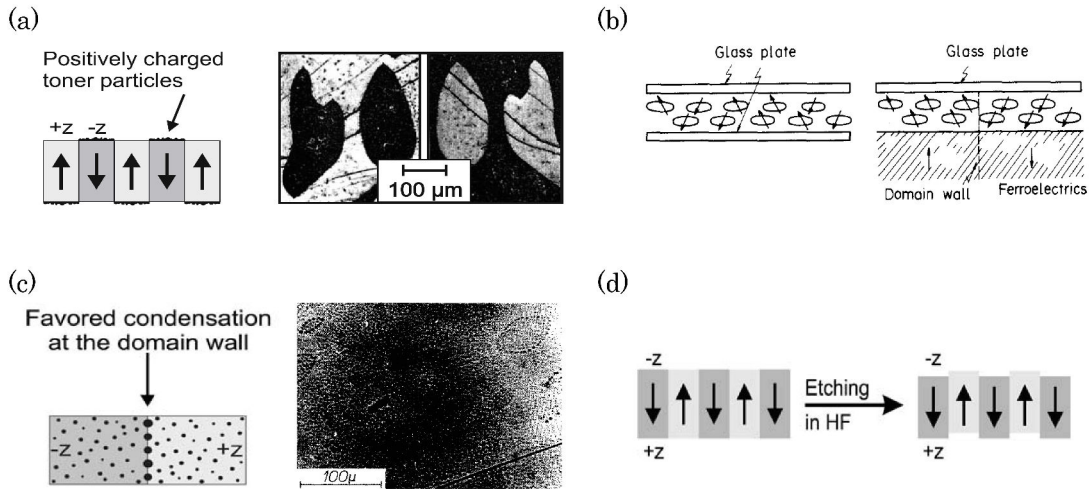 (a)
Positively charged
toner particles
+z -z
100 µm
(b)
Glass plate
Glass plate
Domain wall
Ferroelectrics
(c)
Favored condensation
at the domain wall
-z
+z
100µ
(d)
-z
+z
Etching
in HF
-z
+z